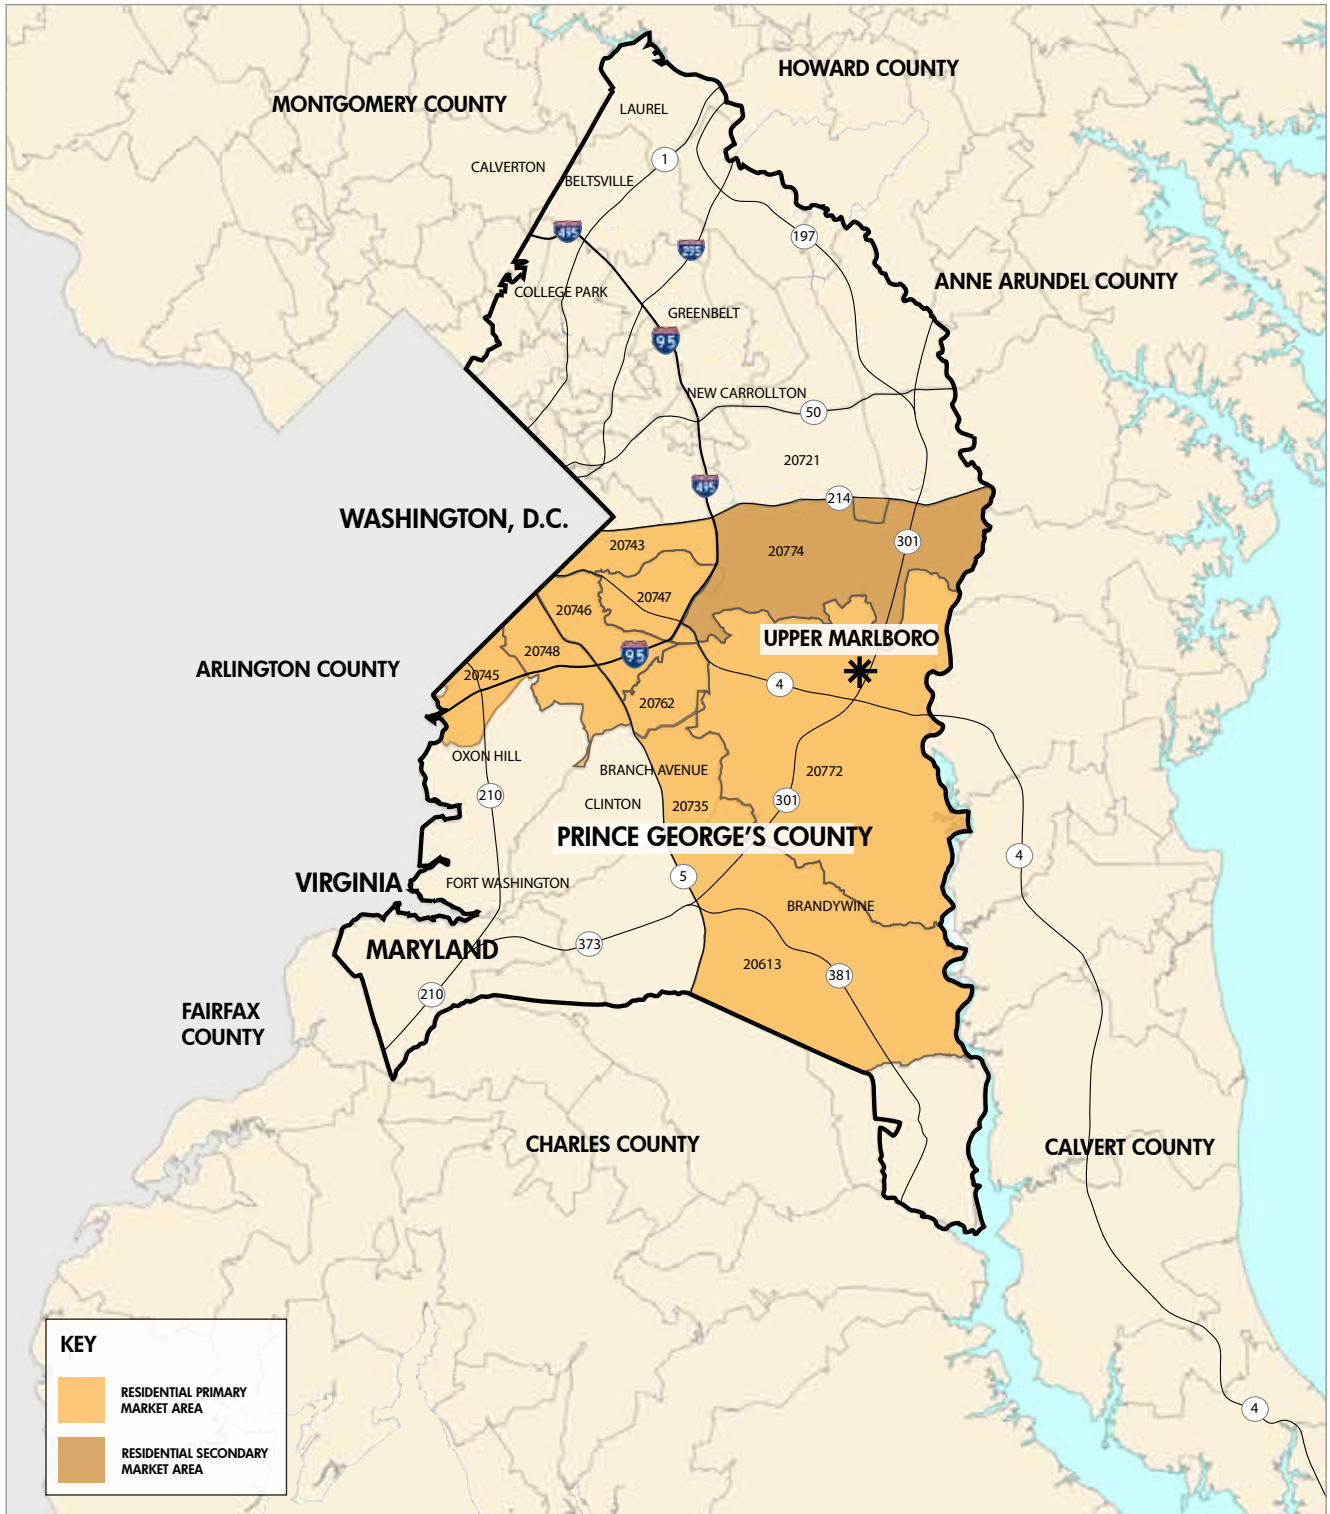 HOWARD COUNTY
MONTGOMERY COUNTY
LAUREL
1
CALVERTON
BELTSVILLE
495
197
295
ANNE ARUNDEL COUNTY
COLLEGE PARK
GREENBELT
95
NEW CARROLLTON
50
20721
495
214
WASHINGTON, D.C.
301
20743
20774
20747
20746
UPPER MARLBORO
20748
95
ARLINGTON COUNTY
20745
4
20762
OXON HILL
BRANCH AVENUE
20772
210
CLINTON
20735
301
PRINCE GEORGE'S COUNTY
4
5
VIRGINIA
FORT WASHINGTON
BRANDYWINE
MARYLAND
373
20613
381
210
FAIRFAX
COUNTY
CHARLES COUNTY
CALVERT COUNTY
KEY
RESIDENTIAL PRIMARY
MARKET AREA
4
RESIDENTIAL SECONDARY
MARKET AREA